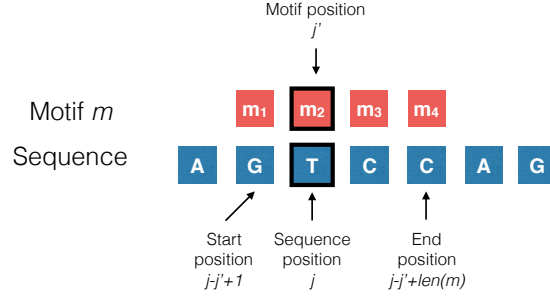 Motif position
j'
Motif m
m1 m2 m3 m4
Sequence
A G T C C A G
Start position
j-j'+1
Sequence position
j
End position
j-j'+len(m)